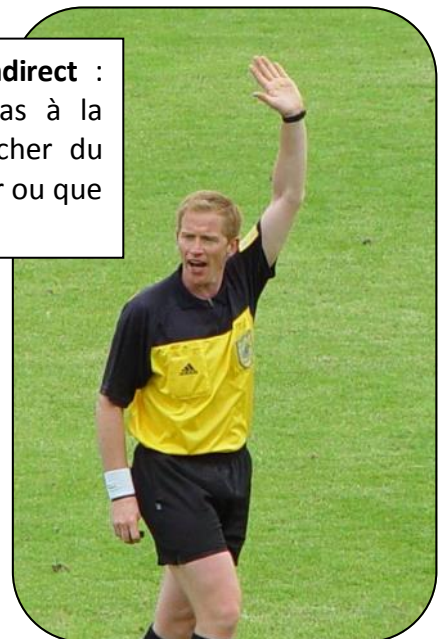 ndirect :
as à la
cher du
r ou que